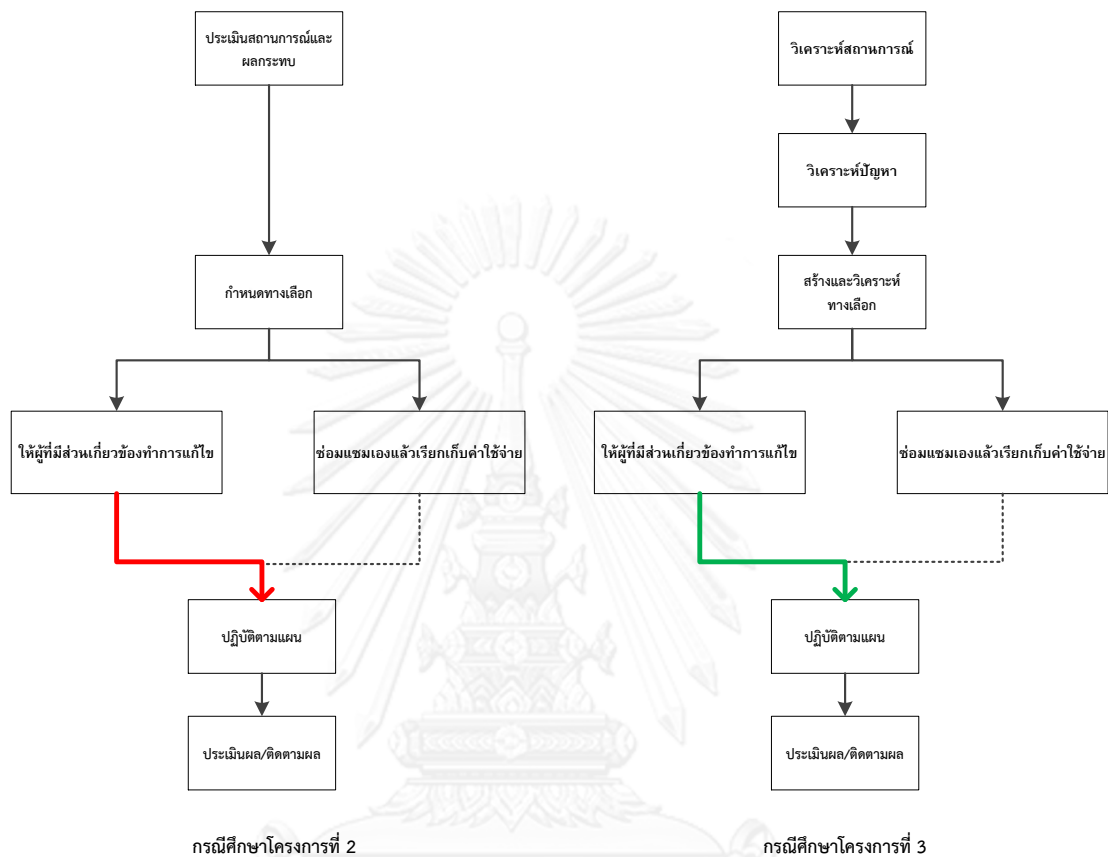 ประเมินสถานการณ์และ
ผลกระทบ
กำหนดทางเลือก
ให้ผู้ที่มีส่วนเกี่ยวข้องทำการแก้ไข
ซ่อมแซมเองแล้วเรียกเก็บค่าใช้จ่าย
ปฏิบัติตามแผน
ประเมินผล/ติดตามผล
กรณีศึกษาโครงการที่ 2
วิเคราะห์สถานการณ์
วิเคราะห์ปัญหา
สร้างและวิเคราะห์
ทางเลือก
ให้ผู้ที่มีส่วนเกี่ยวข้องทำการแก้ไข
ซ่อมแซมเองแล้วเรียกเก็บค่าใช้จ่าย
ปฏิบัติตามแผน
ประเมินผล/ติดตามผล
กรณีศึกษาโครงการที่ 3